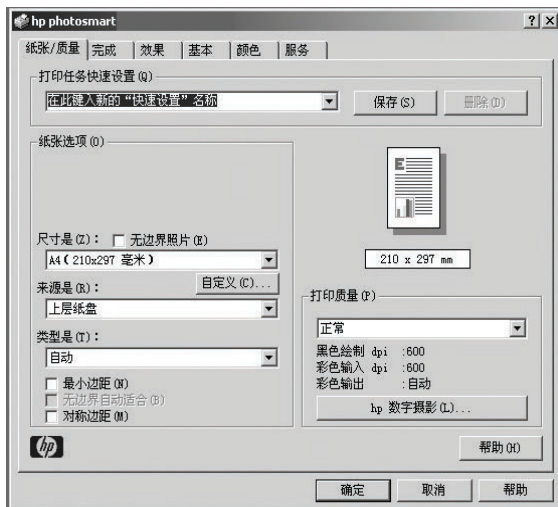 hp photosmart
纸张/质量 完成 效果 基本 颜色 服务
打印任务快速设置(Q)
在此键入新的“快速设置”名称
保存(S) 删除(D)
纸张选项(O)
E
尺寸是(Z): 无边界照片(E)
A4(210x297 毫米)
210 x 297 mm
来源是(R): 自定义(C)...
上层纸盘
打印质量(P)
正常
类型是(T):
自动
黑色绘制 dpi :600
彩色输入 dpi :600
彩色输出 :自动
最小边距(N)
无边界自动适合(B)
对称边距(M)
hp 数字摄影(L)...
hp
帮助(H)
确定 取消 帮助